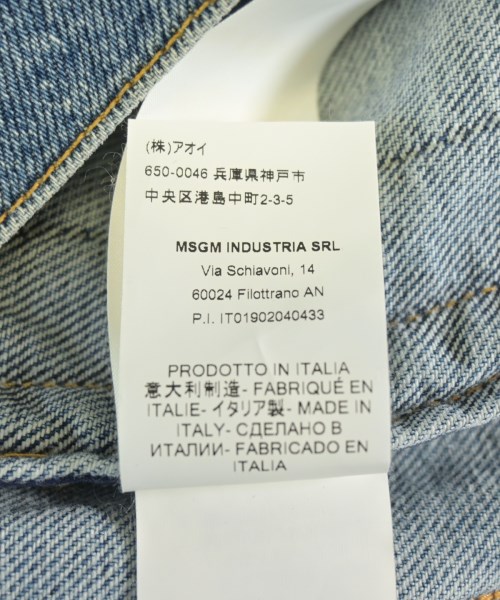 (株)アオイ
650-0046 兵庫県神戸市
中央区港島中町2-3-5
MSGM INDUSTRIA SRL
Via Schiavoni, 14
60024 Filottrano AN
P.I. IT01902040433
PRODOTTO IN ITALIA
意大利制造- FABRIQUÉ EN
ITALIE- イタリア製- MADE IN
ITALY- СДЕЛАНО В
ИТАЛИИ- FABRICADO EN
ITALIA